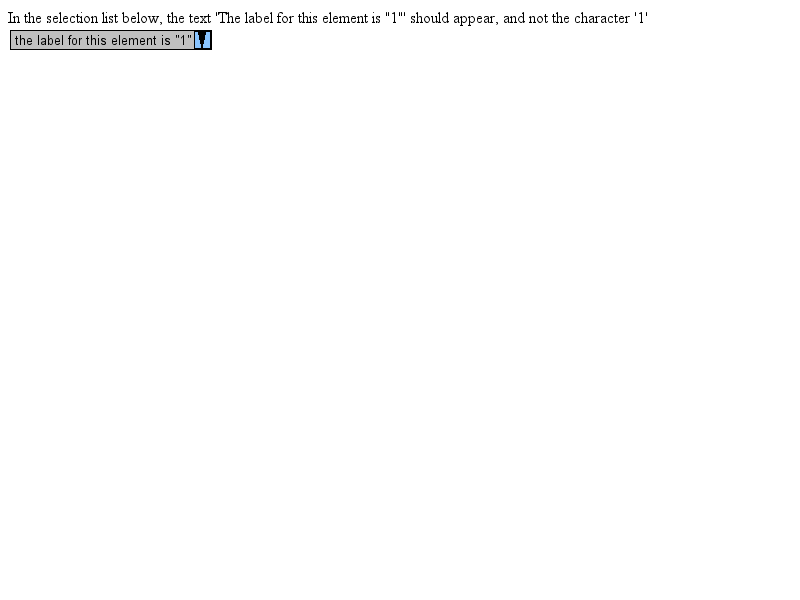 In the selection list below, the text 'The label for this element is "1"' should appear, and not the character '1'
the label for this element is "1"